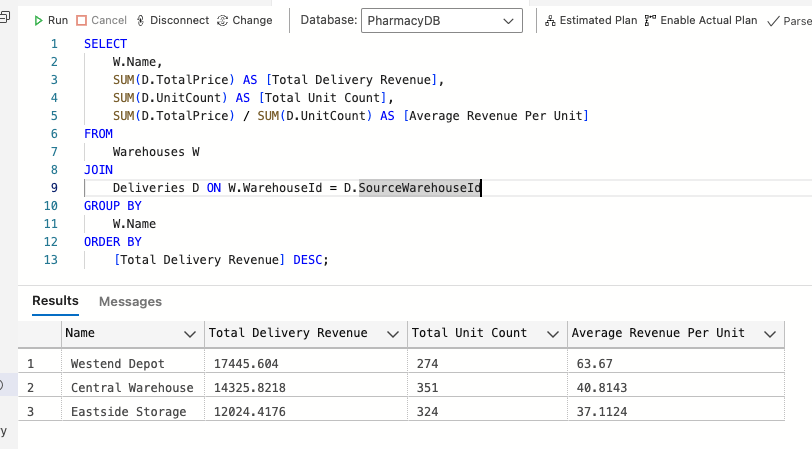 Run Cancel Disconnect Change Database: PharmacyDB Estimated Plan Enable Actual Plan Parse
1 SELECT
2 W.Name,
3 SUM(D.TotalPrice) AS [Total Delivery Revenue],
4 SUM(D.UnitCount) AS [Total Unit Count],
5 SUM(D.TotalPrice) / SUM(D.UnitCount) AS [Average Revenue Per Unit]
6 FROM
7 Warehouses W
8 JOIN
9 Deliveries D ON W.WarehouseId = D.SourceWarehouseId
10 GROUP BY
11 W.Name
12 ORDER BY
13 [Total Delivery Revenue] DESC;
Results Messages
Name Total Delivery Revenue Total Unit Count Average Revenue Per Unit
1 Westend Depot 17445.604 274 63.67
2 Central Warehouse 14325.8218 351 40.8143
3 Eastside Storage 12024.4176 324 37.1124